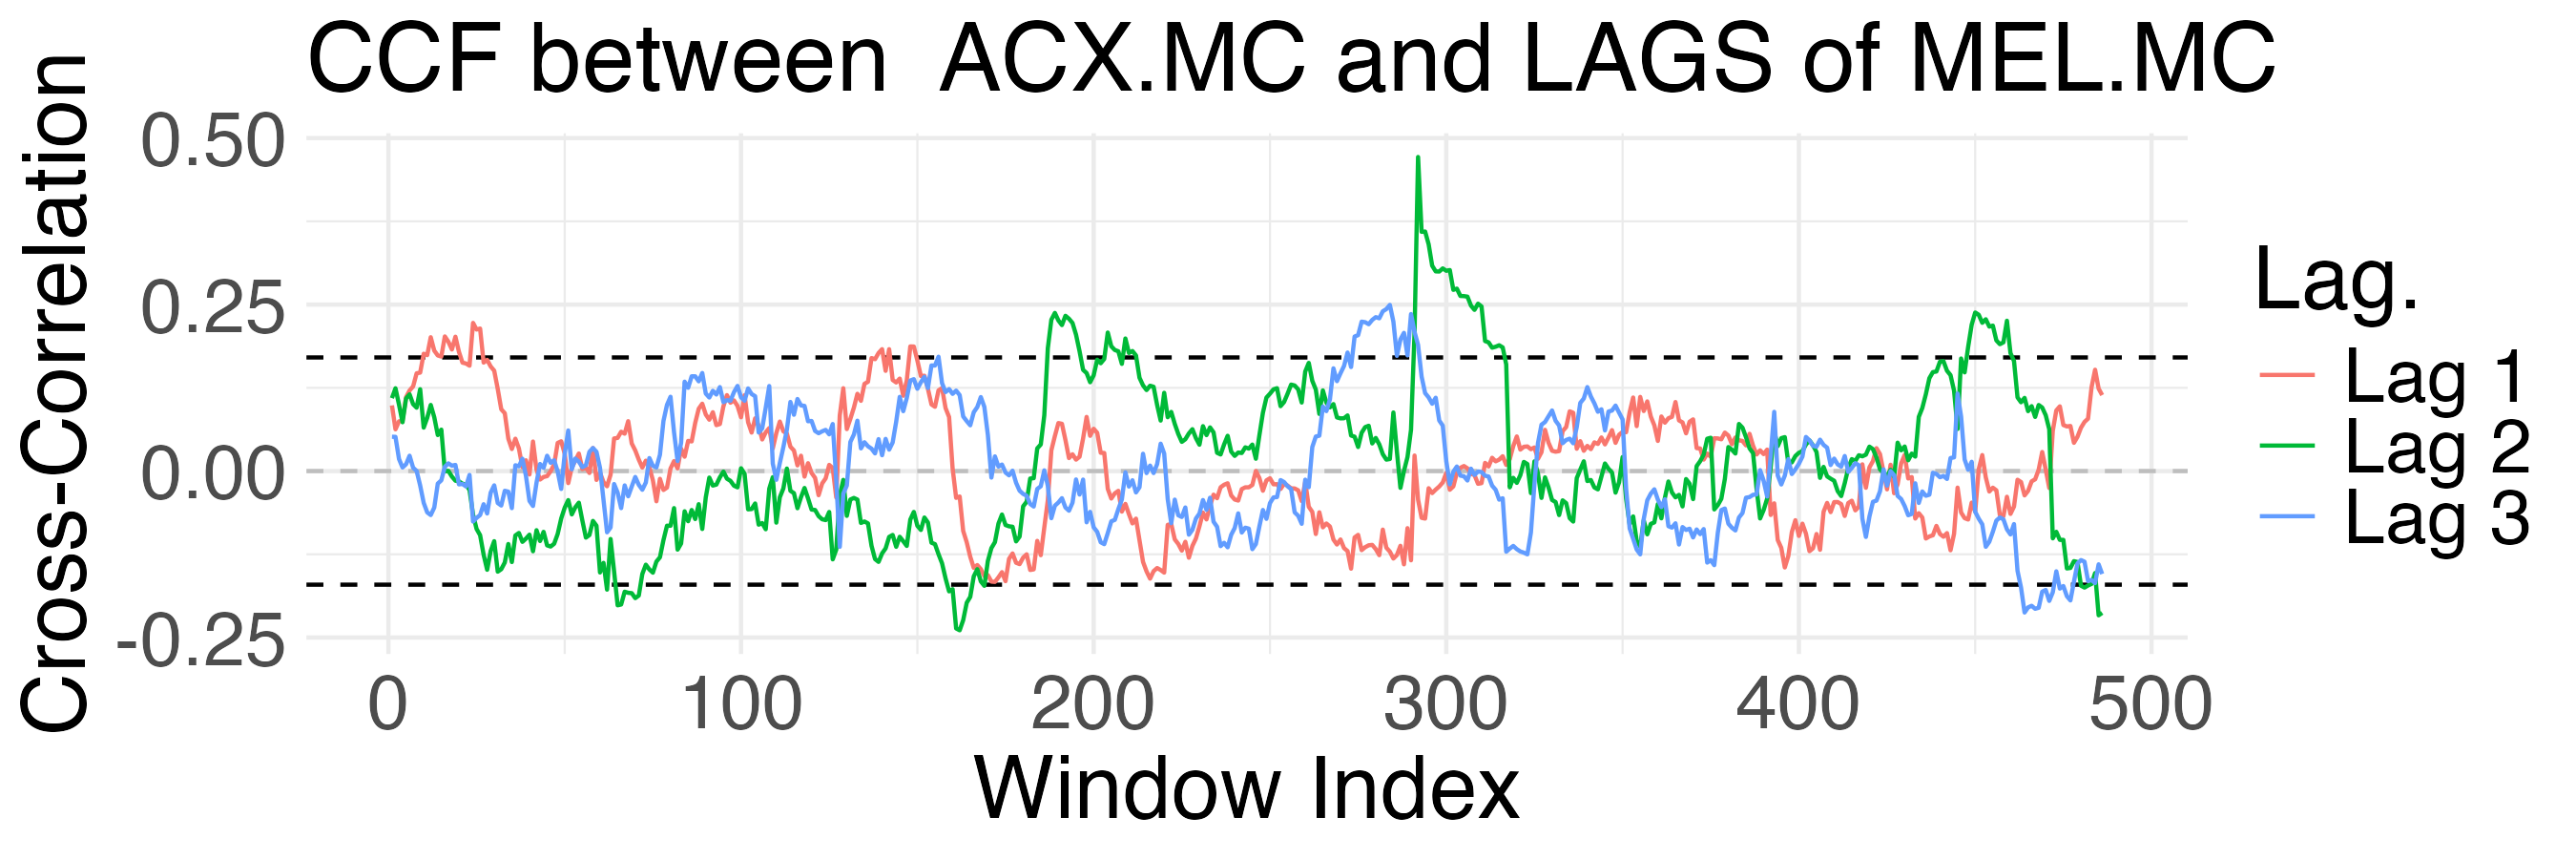 CCF between  ACX.MC and LAGS of MEL.MC
Cross-Correlation
0.50
0.25
0.00
-0.25
0 100 200 300 400 500
Window Index
Lag.
Lag 1
Lag 2
Lag 3